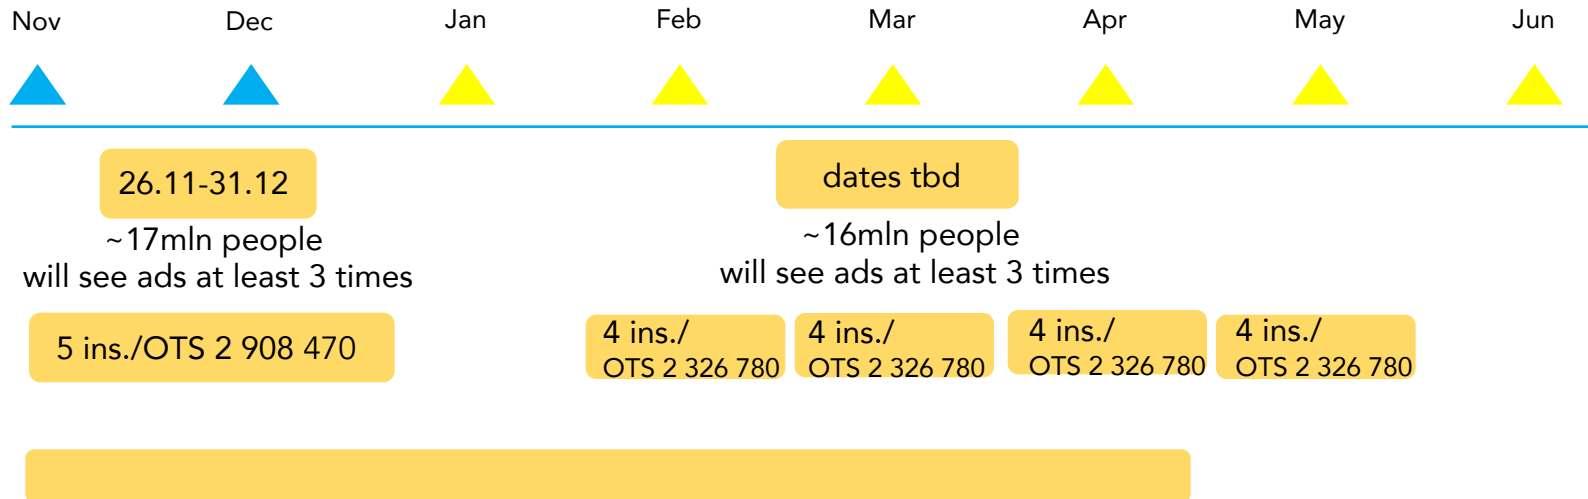 Nov Dec Jan Feb Mar Apr May Jun
26.11-31.12
~17mln people
will see ads at least 3 times
dates tbd
~16mln people
will see ads at least 3 times
5 ins./OTS 2 908 470
4 ins./
OTS 2 326 780
4 ins./
OTS 2 326 780
4 ins./
OTS 2 326 780
4 ins./
OTS 2 326 780